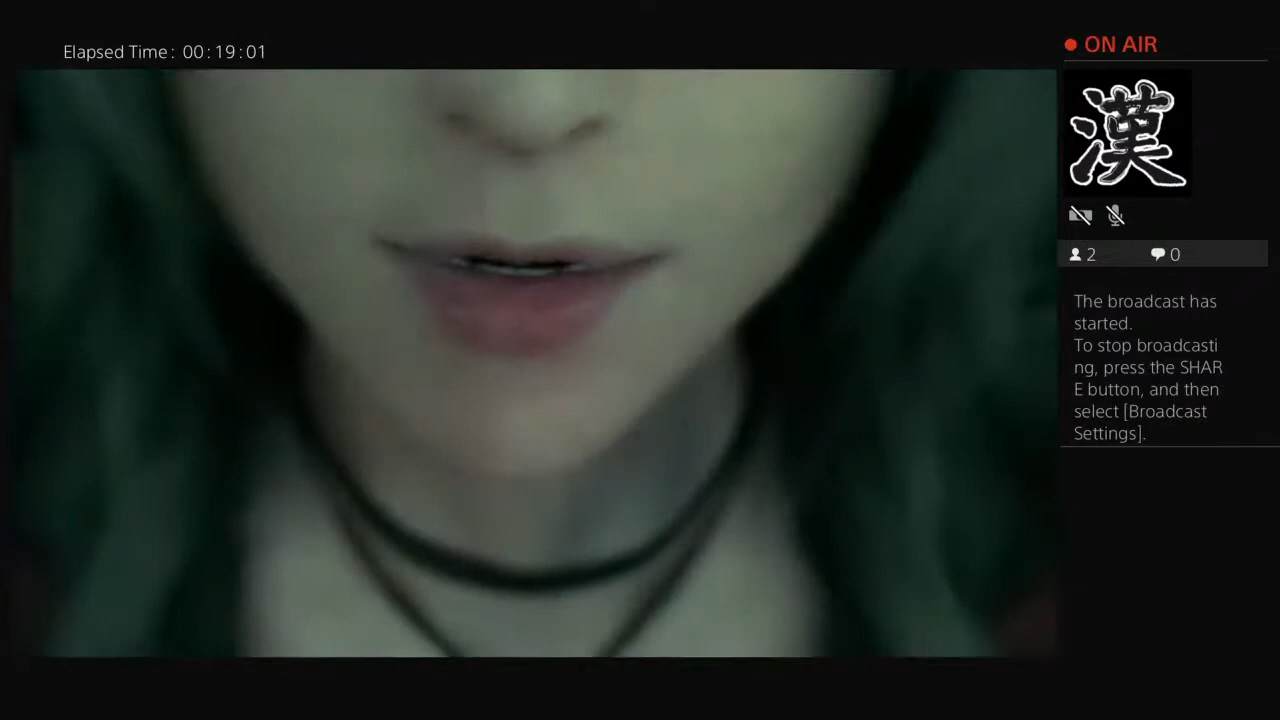 Elapsed Time: 00:19:01
ON AIR
漢
2
0
The broadcast has
started.
To stop broadcasti
ng, press the SHAR
E button, and then
select [Broadcast
Settings].